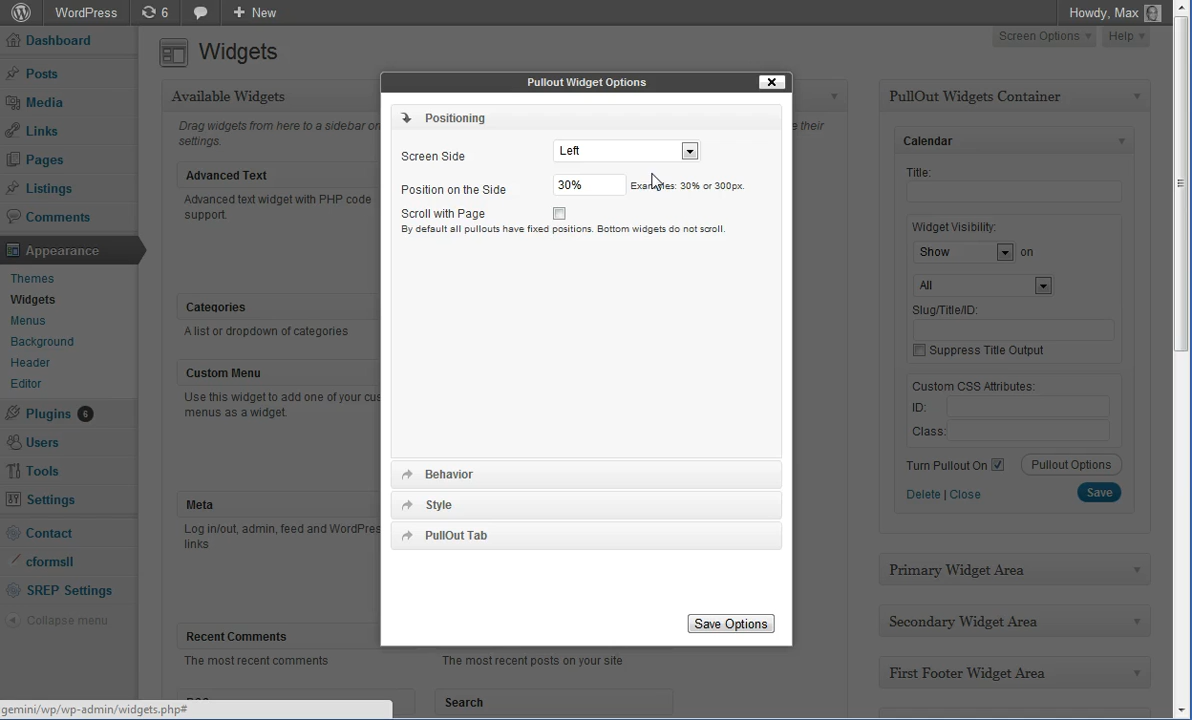 WordPress
6
New
Howdy, Max
Dashboard
Posts
Media
Links
Pages
Listings
Comments
Appearance
Themes
Widgets
Menus
Background
Header
Editor
Plugins 6
Users
Tools
Settings
Contact
cformsII
SREP Settings
Collapse menu
Widgets
Screen Options
Help
Available Widgets
Drag widgets from here to a sidebar on
their
settings.
Advanced Text
Advanced text widget with PHP code
support.
Categories
A list or dropdown of categories
Custom Menu
Use this widget to add one of your cus
menus as a widget.
Meta
Log in/out, admin, feed and WordPres
links
Recent Comments
The most recent comments
The most recent posts on your site
Search
Pullout Widget Options
Positioning
Screen Side
Left
Position on the Side
30%
Examples: 30% or 300px.
Scroll with Page
By default all pullouts have fixed positions. Bottom widgets do not scroll.
Behavior
Style
PullOut Tab
Save Options
PullOut Widgets Container
Calendar
Title:
Widget Visibility:
Show
on
All
Slug/Title/ID:
Suppress Title Output
Custom CSS Attributes:
ID:
Class:
Turn Pullout On
Pullout Options
Delete | Close
Save
Primary Widget Area
Secondary Widget Area
First Footer Widget Area
gemini/wp/wp-admin/widgets.php#